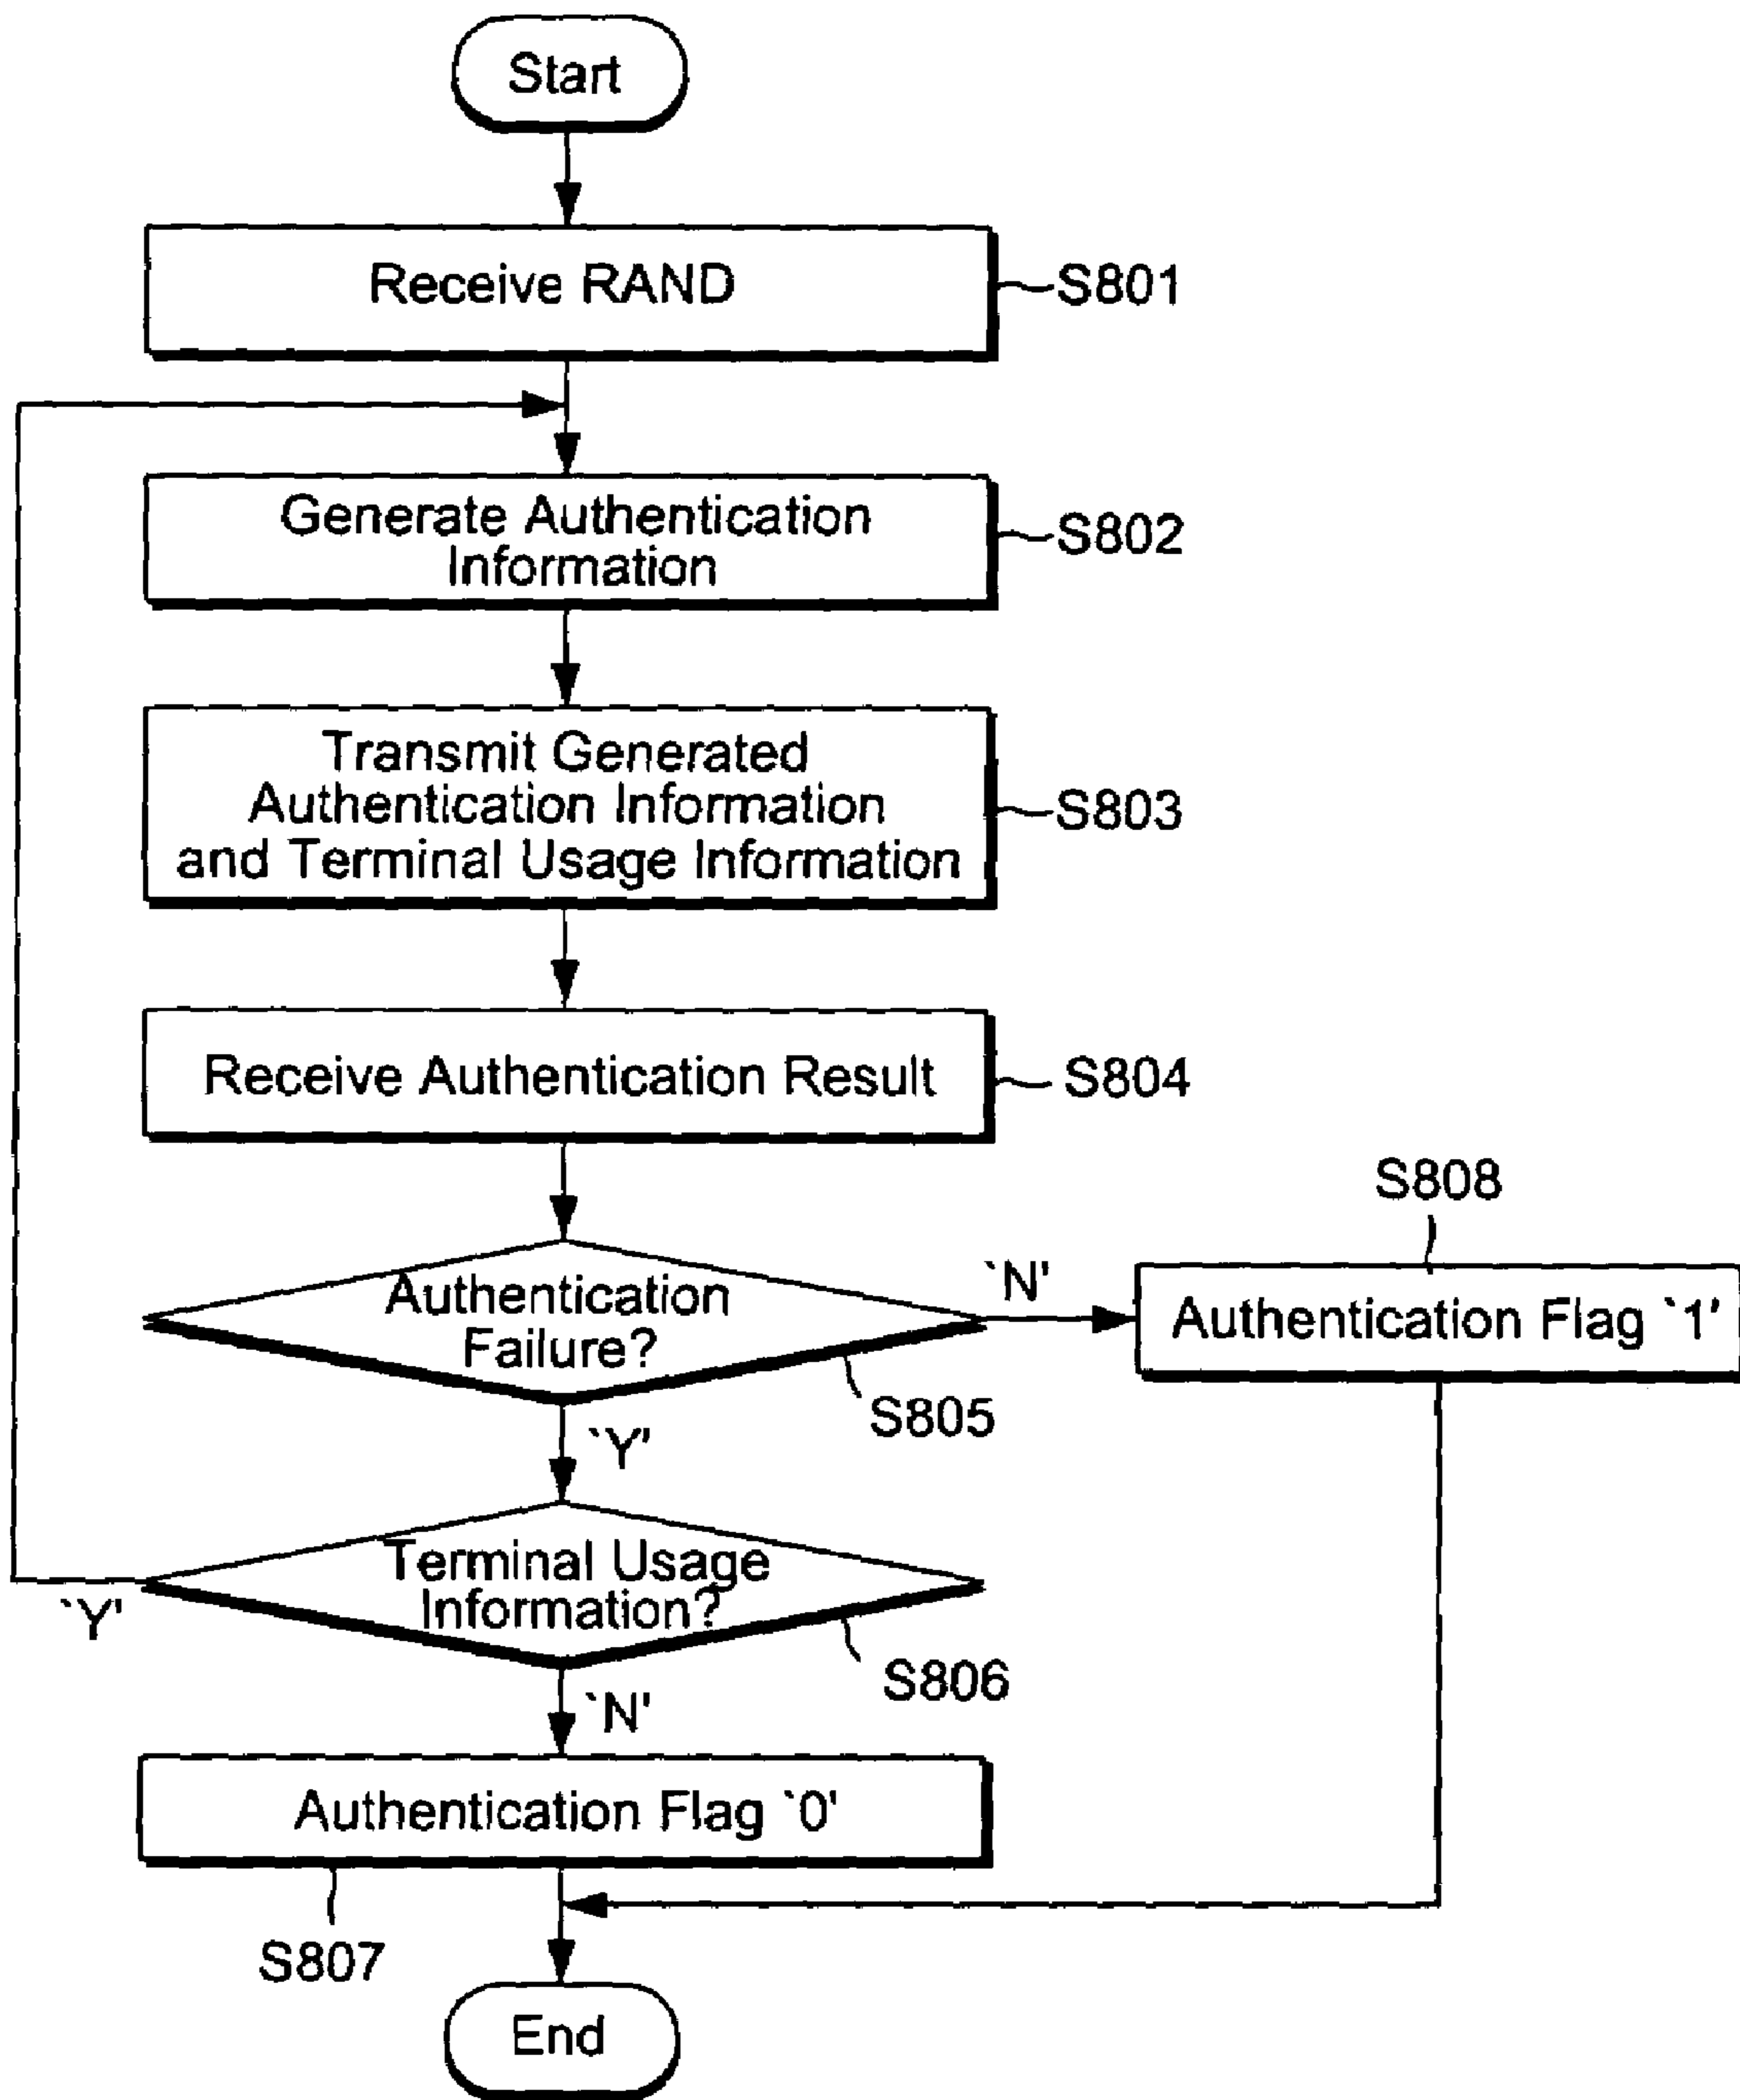 Start
Receive RAND
S801
Generate Authentication
Information
S802
Transmit Generated
Authentication Information
and Terminal Usage Information
S803
Receive Authentication Result
S804
Authentication
Failure?
S805
`N'
S808
Authentication Flag `1'
`Y'
Terminal Usage
Information?
S806
`Y'
`N'
Authentication Flag `0'
S807
End